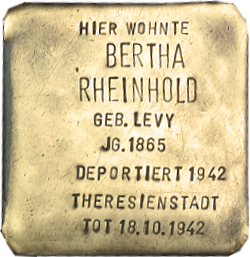 HIER WOHNTE
BERTHA
RHEINHOLD
GEB. LEVY
JG. 1865
DEPORTIERT 1942
THERESIENSTADT
TOT 18.10.1942